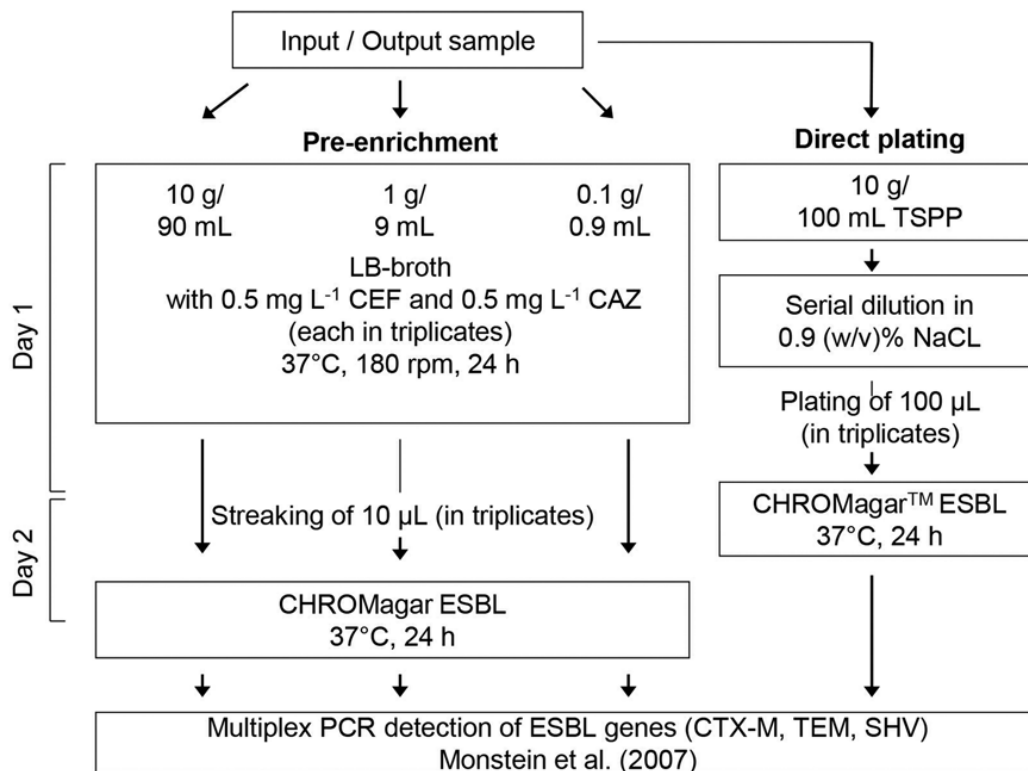 Input / Output sample
Pre-enrichment
10 g/
90 mL
1 g/
9 mL
0.1 g/
0.9 mL
LB-broth
with 0.5 mg L⁻¹ CEF and 0.5 mg L⁻¹ CAZ
(each in triplicates)
37°C, 180 rpm, 24 h
Day 1
Streaking of 10 µL (in triplicates)
Day 2
CHROMagar ESBL
37°C, 24 h
Direct plating
10 g/
100 mL TSPP
Serial dilution in
0.9 (w/v)% NaCL
Plating of 100 µL
(in triplicates)
CHROMagar™ ESBL
37°C, 24 h
Multiplex PCR detection of ESBL genes (CTX-M, TEM, SHV)
Monstein et al. (2007)